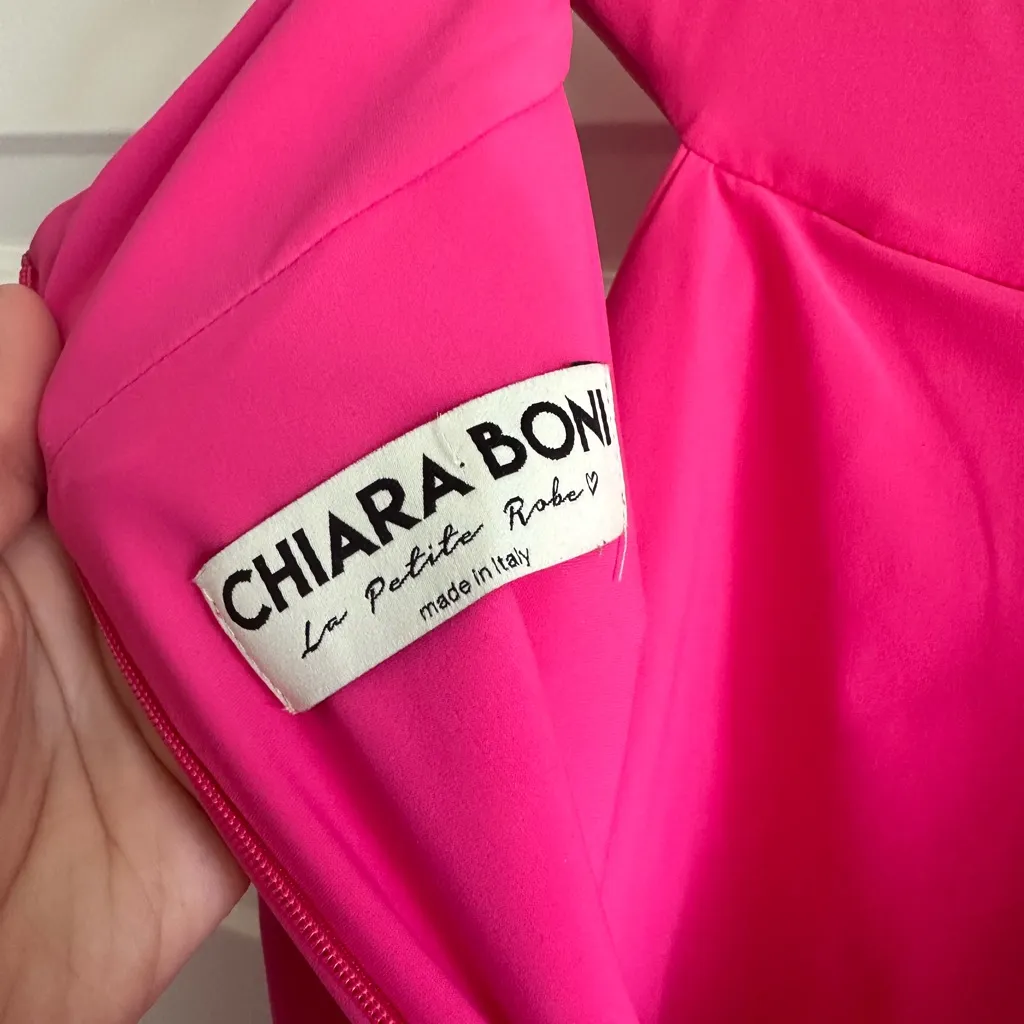 CHIARA BONI
La Petite Robe♡
made in Italy